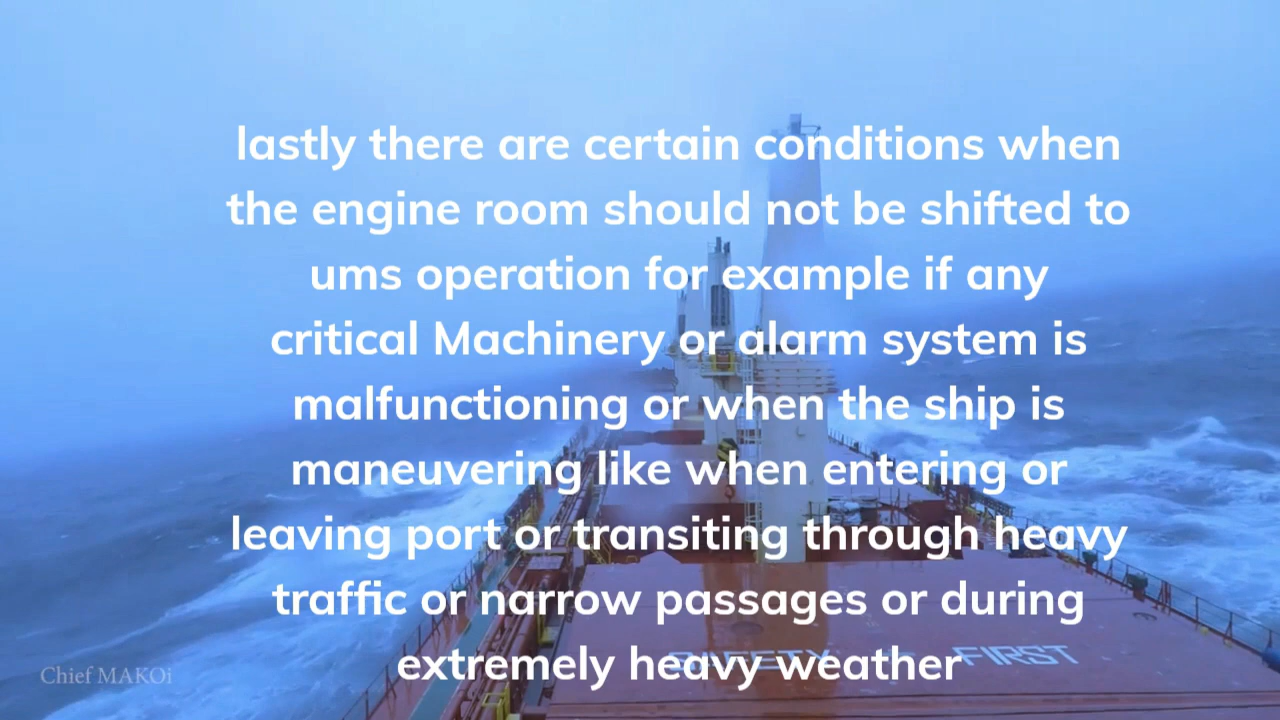 lastly there are certain conditions when
the engine room should not be shifted to
ums operation for example if any
critical Machinery or alarm system is
malfunctioning or when the ship is
maneuvering like when entering or
leaving port or transiting through heavy
traffic or narrow passages or during
extremely heavy weather
SAFETY FIRST
Chief MAKOi